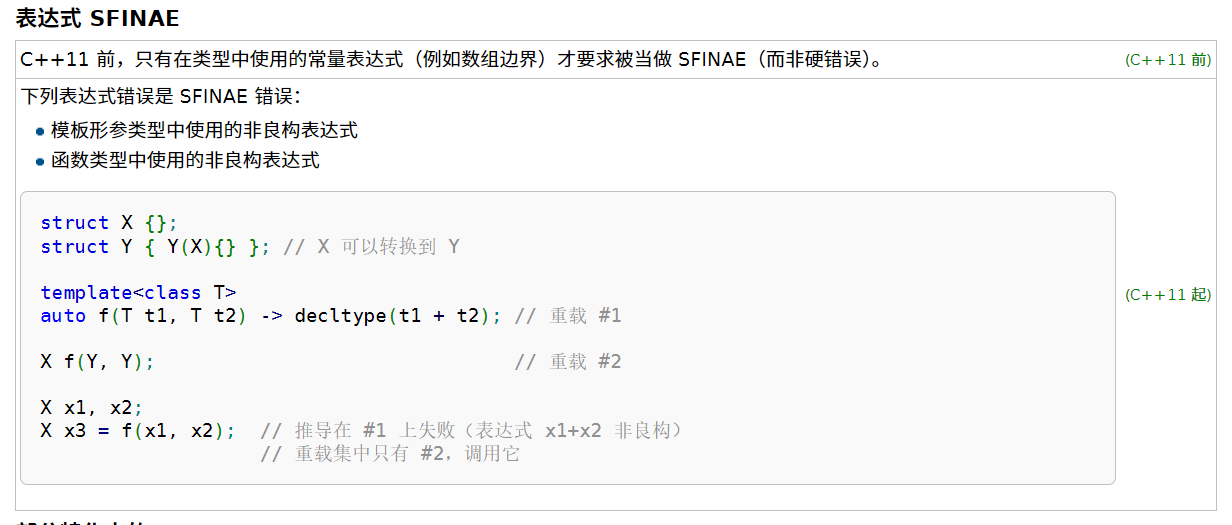 表达式 SFINAE
C++11 前，只有在类型中使用的常量表达式（例如数组边界）才要求被当做 SFINAE（而非硬错误）。 (C++11 前)
下列表达式错误是 SFINAE 错误：
模板形参类型中使用的非良构表达式
函数类型中使用的非良构表达式
struct X {};
struct Y { Y(X){} }; // X 可以转换到 Y
template<class T>
auto f(T t1, T t2) -> decltype(t1 + t2); // 重载 #1
X f(Y, Y); // 重载 #2
X x1, x2;
X x3 = f(x1, x2); // 推导在 #1 上失败（表达式 x1+x2 非良构）
// 重载集中只有 #2，调用它
(C++11 起)